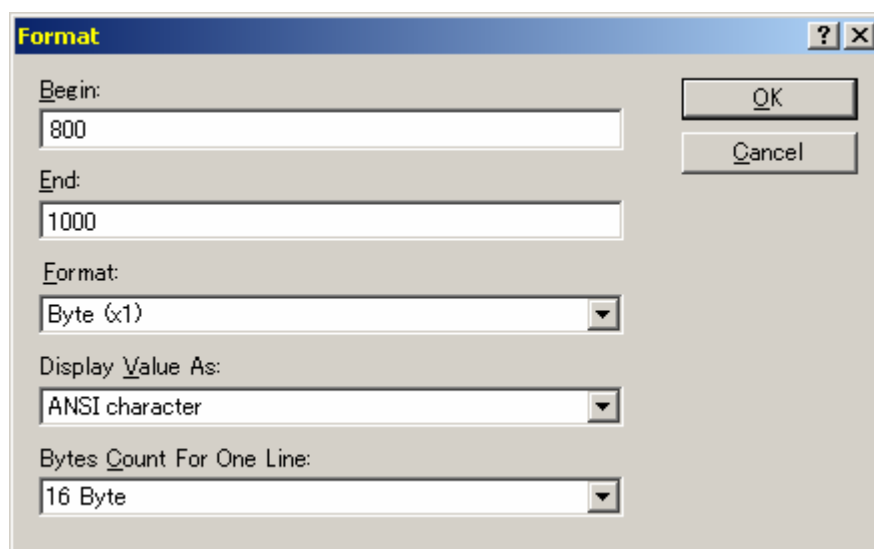 Format
Begin:
800
OK
Cancel
End:
1000
Format:
Byte (x1)
Display Value As:
ANSI character
Bytes Count For One Line:
16 Byte